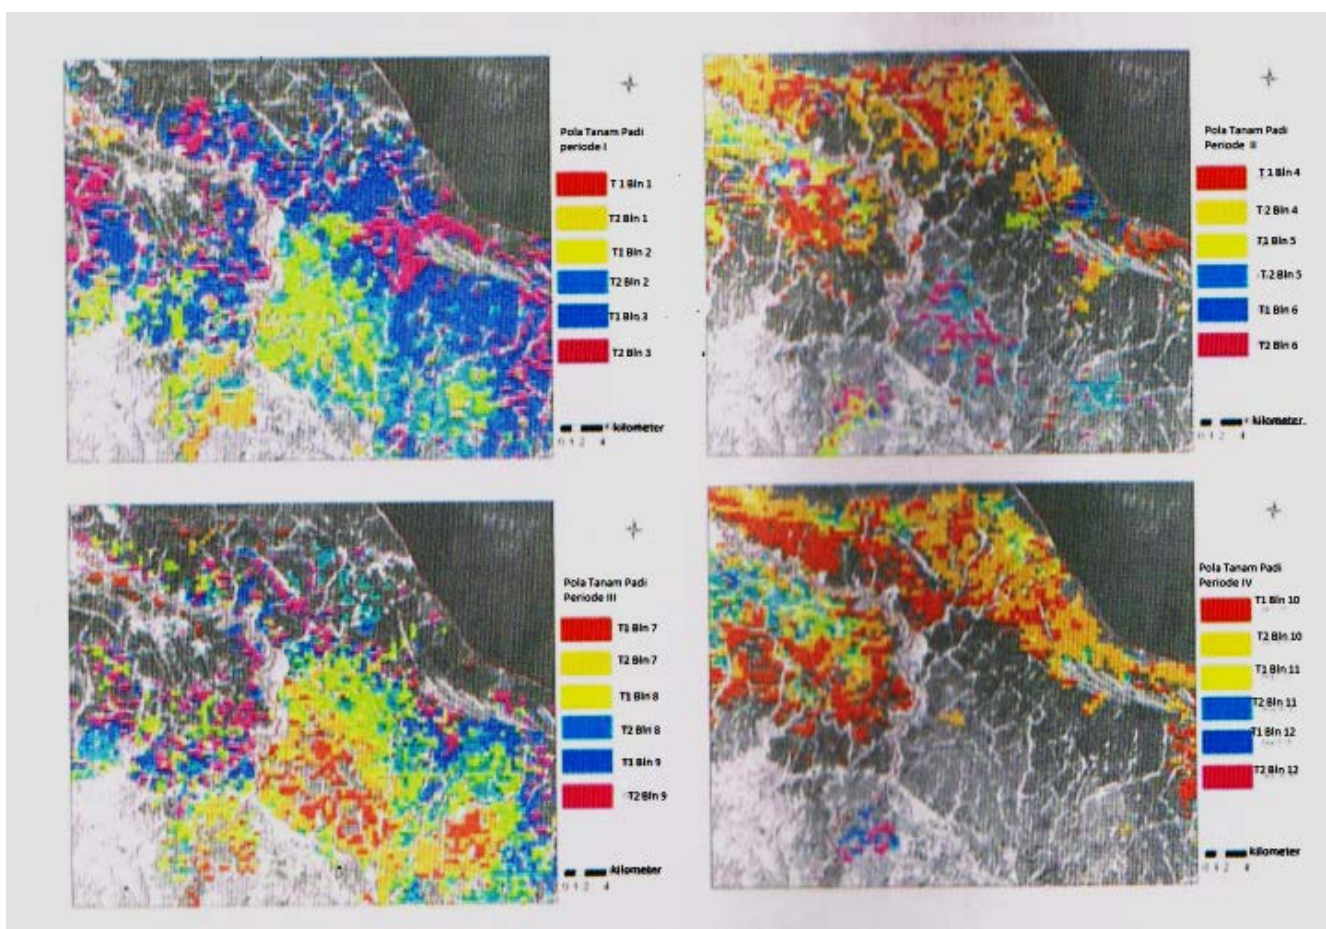 Pola Tanam Padi
periode I
T 1 Bln 1
T2 Bln 1
T1 Bln 2
T2 Bln 2
T1 Bln 3
T2 Bln 3
kilometer
0 1 2 4
Pola Tanam Padi
Periode II
T 1 Bln 4
T-2 Bln 4
T1 Bln 5
T-2 Bln 5
T1 Bln 6
T2 Bln 6
kilometer
0 1 2 4
Pola Tanam Padi
Periode III
T1 Bln 7
T2 Bln 7
T1 Bln 8
T2 Bln 8
T1 Bln 9
T2 Bln 9
kilometer
0 1 2 4
Pola Tanam Padi
Periode IV
T1 Bln 10
T2 Bln 10
T1 Bln 11
T2 Bln 11
T1 Bln 12
T2 Bln 12
kilometer
0 1 2 4